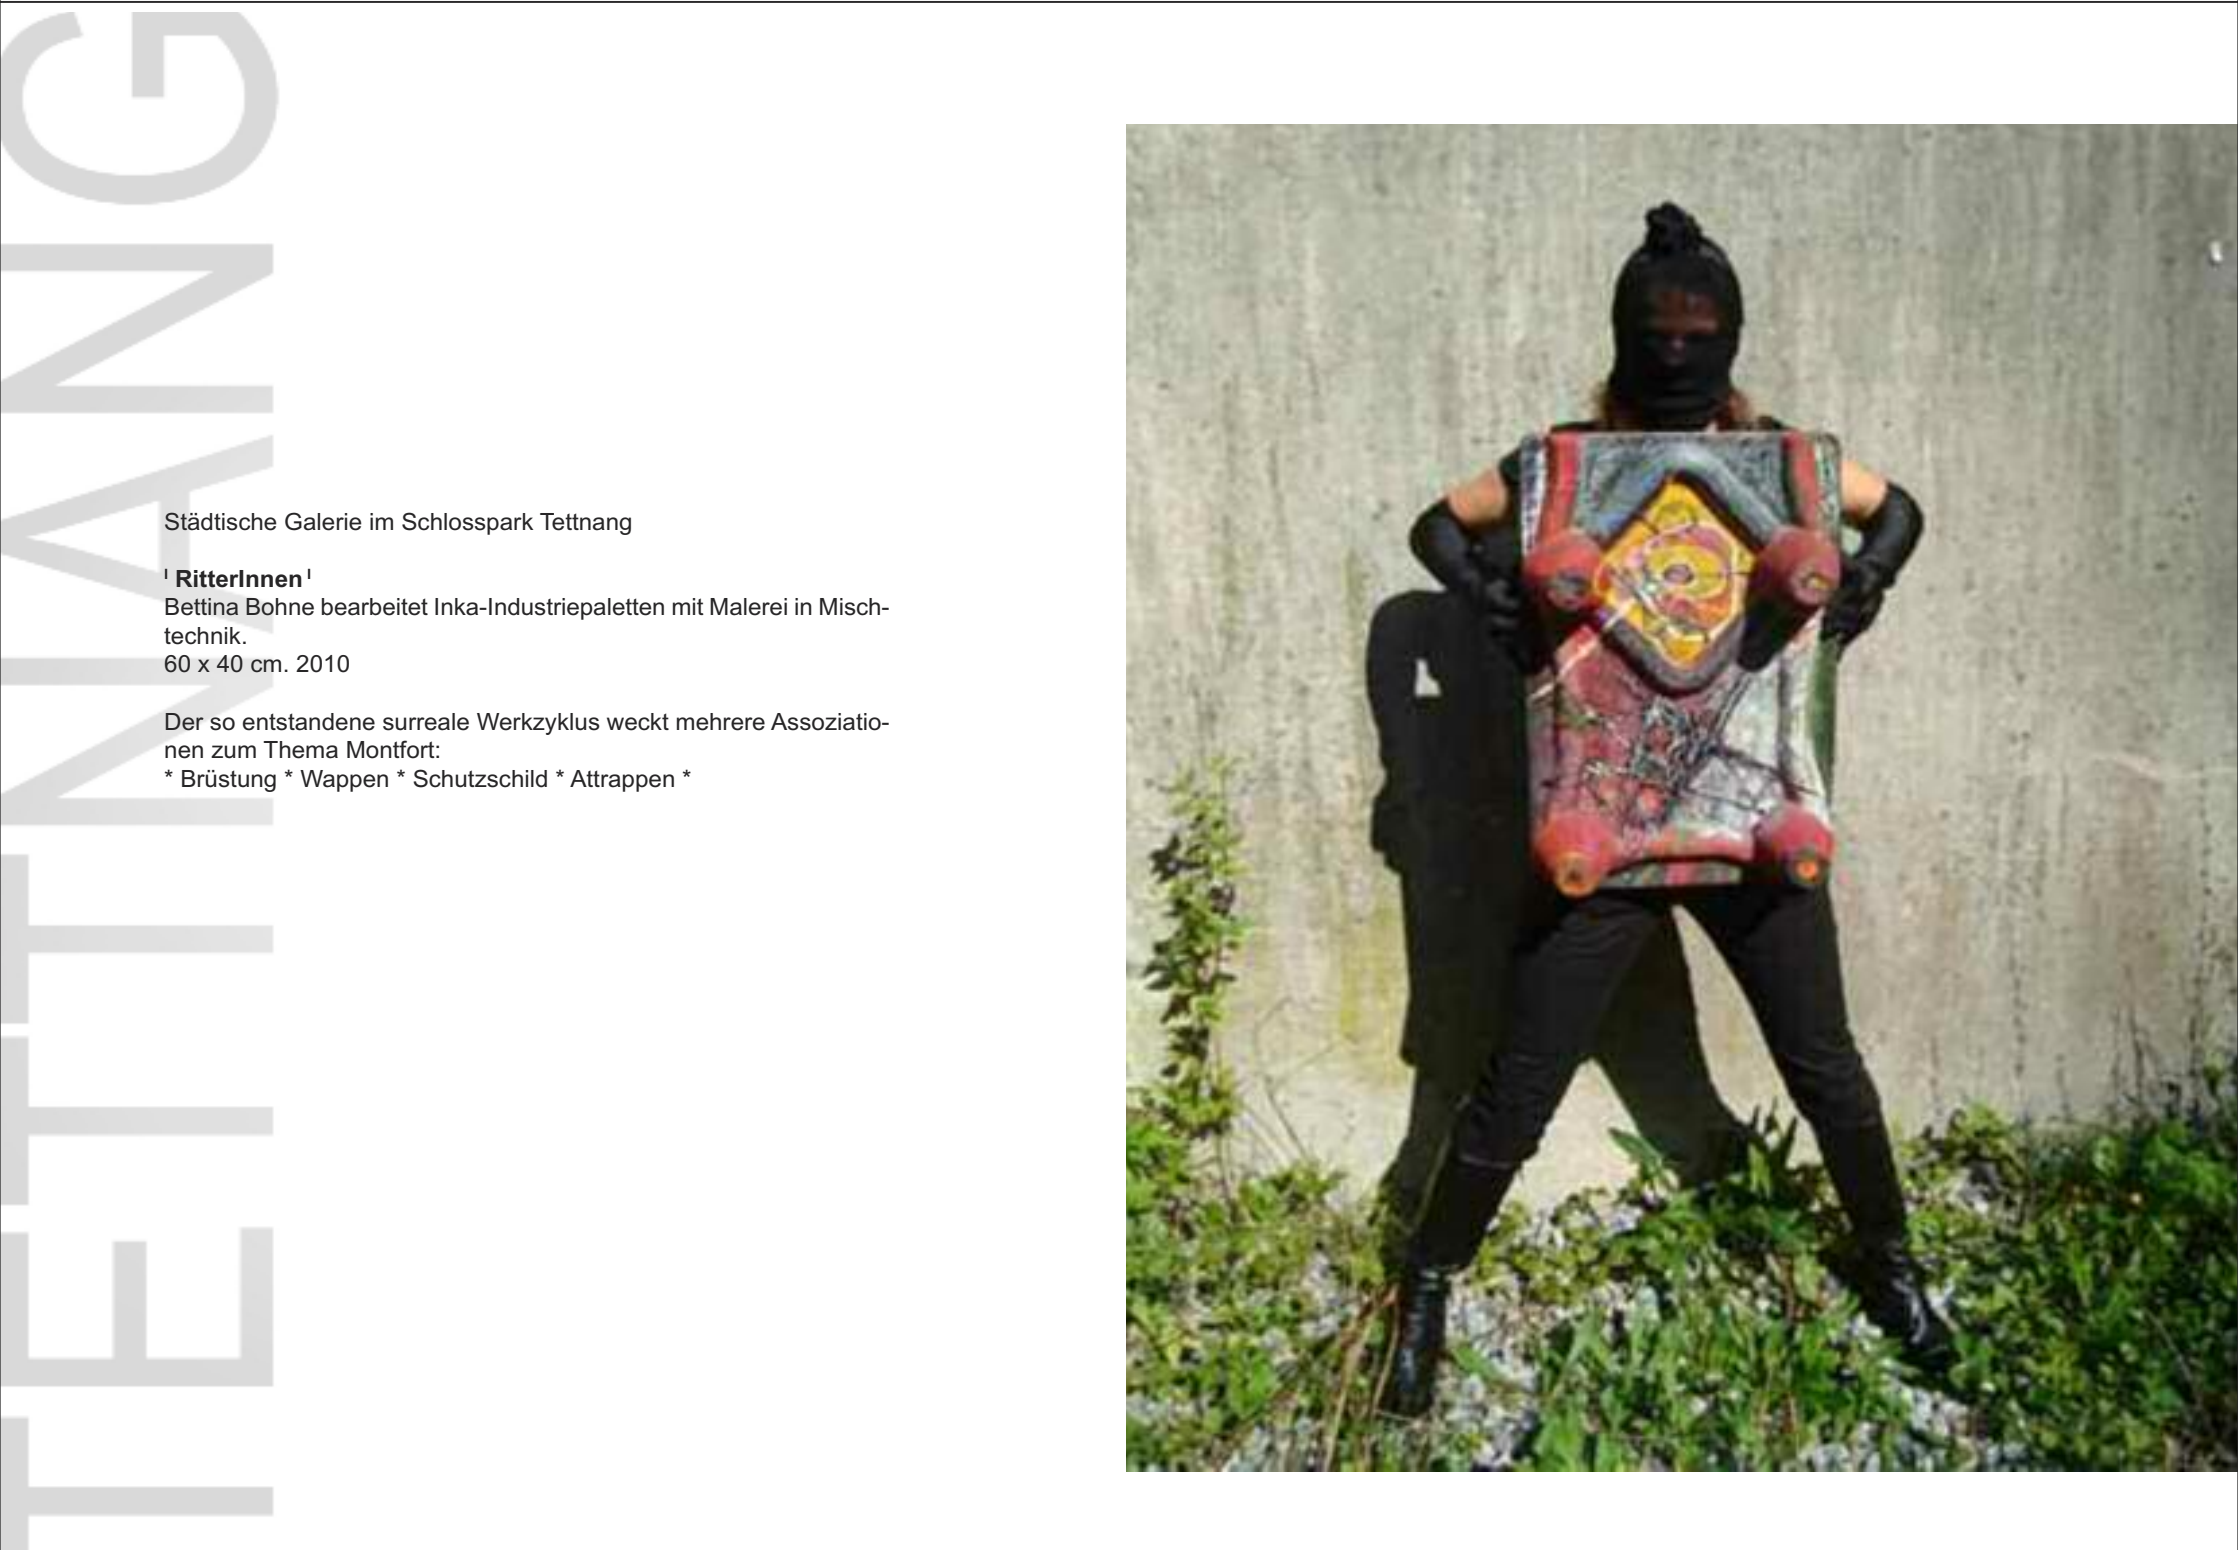 TETTNANG
Städtische Galerie im Schlosspark Tettnang
ˡ RitterInnen ˡ
Bettina Bohne bearbeitet Inka-Industriepaletten mit Malerei in Misch-
technik.
60 x 40 cm. 2010
Der so entstandene surreale Werkzyklus weckt mehrere Assoziatio-
nen zum Thema Montfort:
* Brüstung * Wappen * Schutzschild * Attrappen *